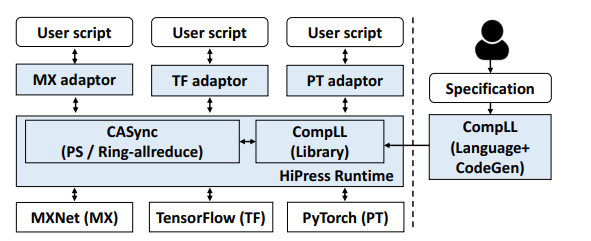 User script
User script
User script
MX adaptor
TF adaptor
PT adaptor
CASync
(PS / Ring-allreduce)
CompLL
(Library)
HiPress Runtime
MXNet (MX)
TensorFlow (TF)
PyTorch (PT)
Specification
CompLL
(Language+
CodeGen)